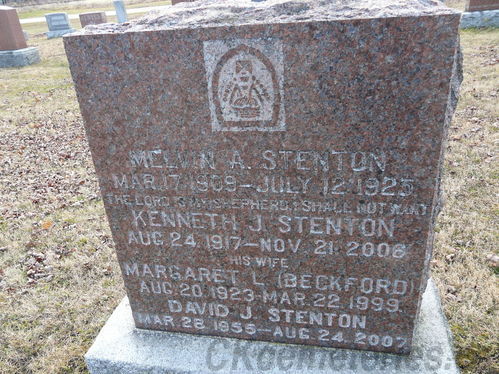 MELVIN A. STENTON
MAR. 17 1909–JULY 12 1925
THE LORD IS MY SHEPHERD I SHALL NOT WANT
KENNETH J. STENTON
AUG. 24 1917–NOV. 21 2006
HIS WIFE
MARGARET L. (BECKFORD)
AUG. 20 1923–MAR. 22 1999
DAVID J. STENTON
MAR. 28 1955–AUG. 24 2007